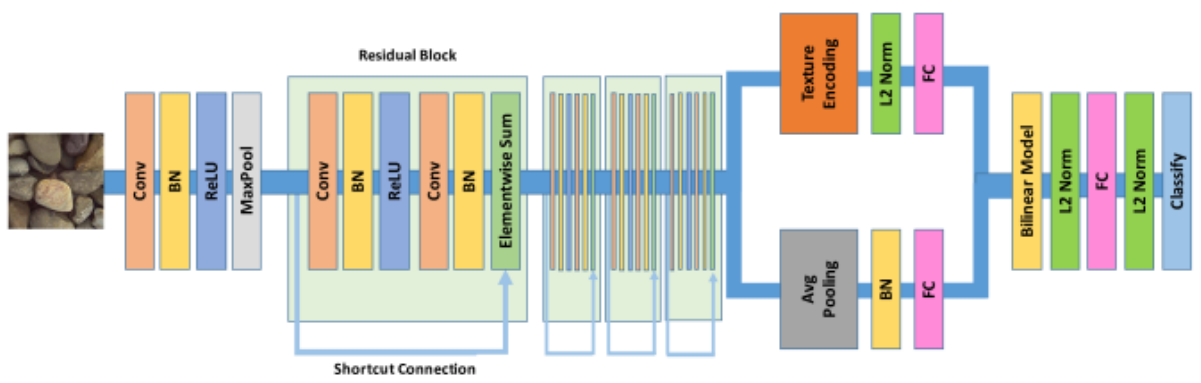 Residual Block
Conv
BN
ReLU
MaxPool
Conv
BN
ReLU
Conv
BN
Elementwise Sum
Shortcut Connection
Texture
Encoding
L2 Norm
FC
Avg
Pooling
BN
FC
Bilinear Model
L2 Norm
FC
L2 Norm
Classify